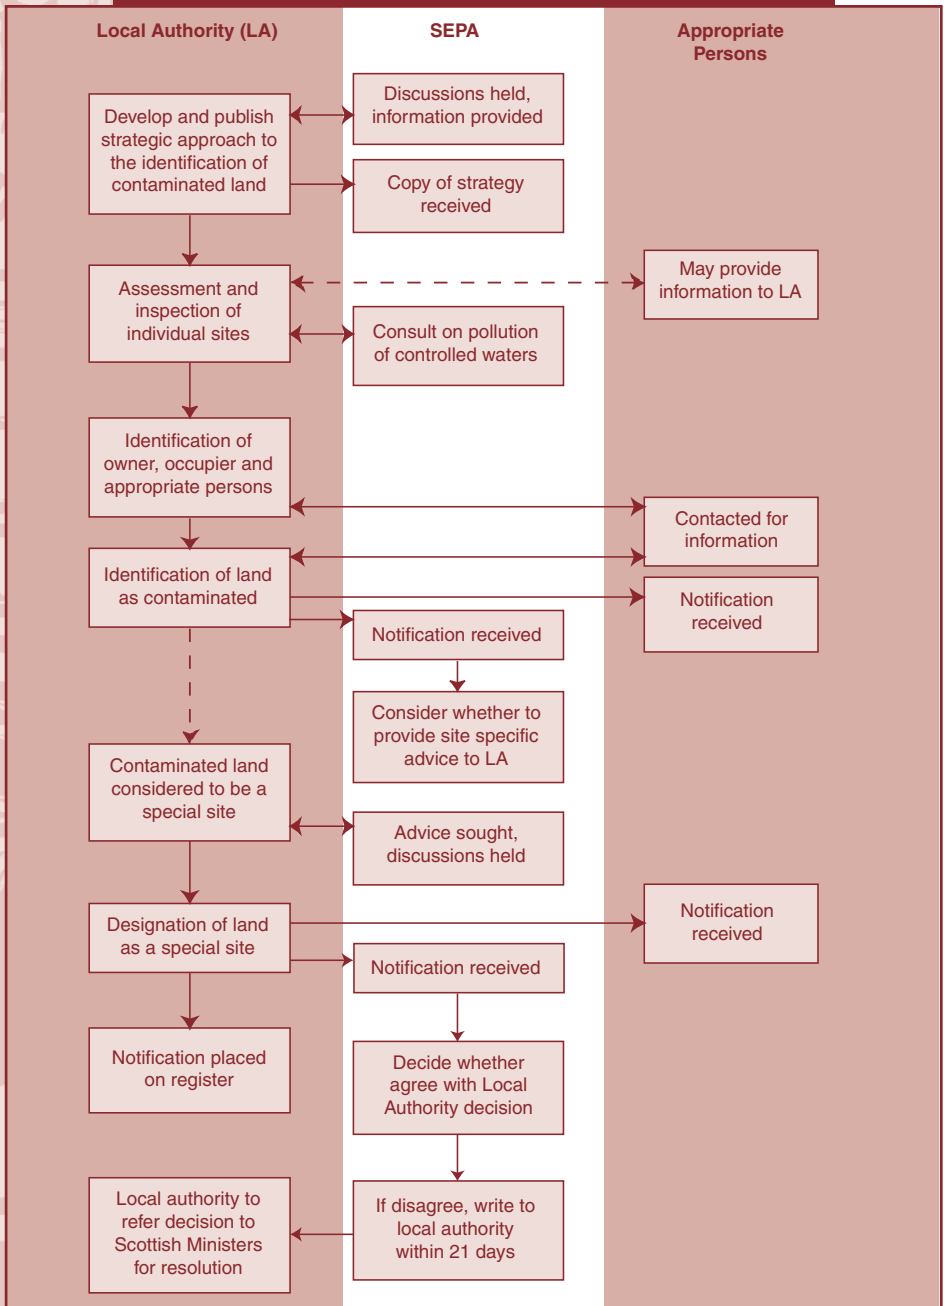 Local Authority (LA)
SEPA
Appropriate
Persons
Develop and publish
strategic approach to
the identification of
contaminated land
Discussions held,
information provided
Copy of strategy
received
Assessment and
inspection of
individual sites
May provide
information to LA
Consult on pollution
of controlled waters
Identification of
owner, occupier and
appropriate persons
Contacted for
information
Identification of land
as contaminated
Notification
received
Notification received
Consider whether to
provide site specific
advice to LA
Contaminated land
considered to be a
special site
Advice sought,
discussions held
Designation of land
as a special site
Notification
received
Notification received
Notification placed
on register
Decide whether
agree with Local
Authority decision
Local authority to
refer decision to
Scottish Ministers
for resolution
If disagree, write to
local authority
within 21 days